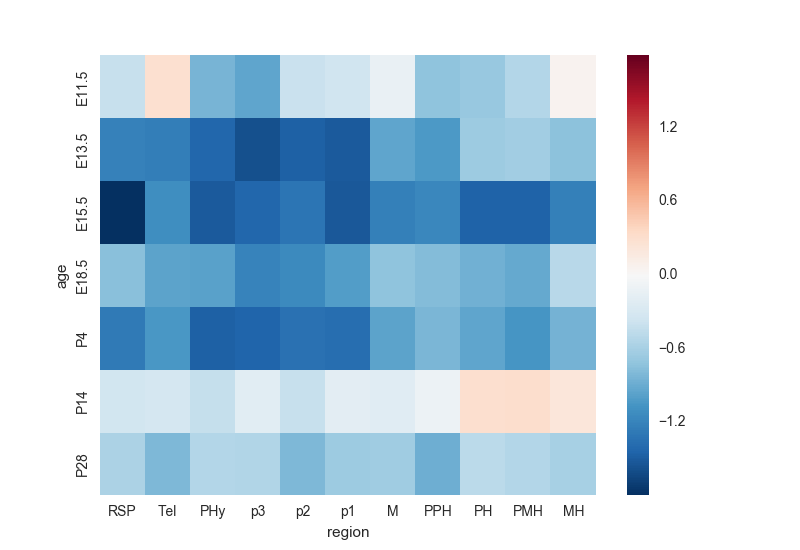 E11.5
E13.5
E15.5
E18.5
P4
P14
P28
age
RSP Tel PHy p3 p2 p1 M PPH PH PMH MH
region
1.2
0.6
0.0
−0.6
−1.2